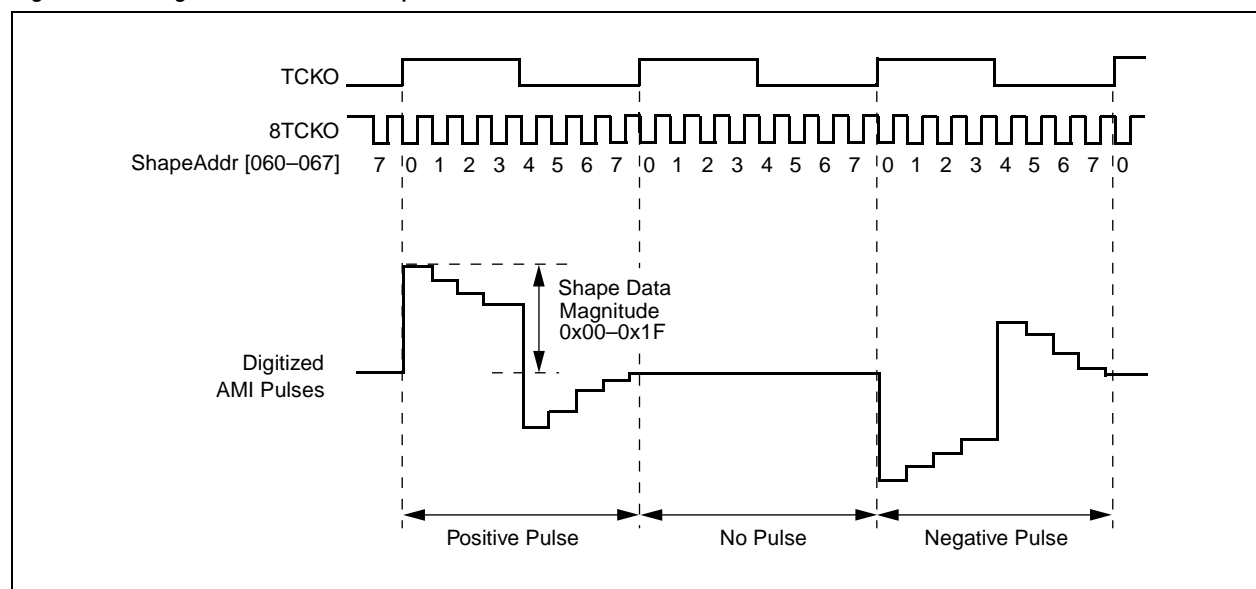 TCKO
8TCKO
ShapeAddr [060–067] 7 0 1 2 3 4 5 6 7 0 1 2 3 4 5 6 7 0 1 2 3 4 5 6 7 0
Shape Data
Magnitude
0x00–0x1F
Digitized
AMI Pulses
Positive Pulse No Pulse Negative Pulse